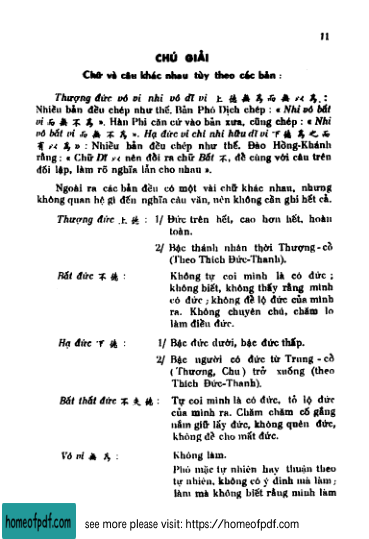 11
CHÚ GIẢI
Chữ và câu khác nhau tùy theo các bản :
Thượng đức vô vi nhi vô dĩ vi 上德無爲而無以爲 :
Nhiều bản đều chép như thế. Bản Phó Dịch chép : « Nhi vô bất
vi 而無不爲 ». Hàn Phi căn cứ vào bản xưa, cũng chép : « Nhi
vô bất vi 而無不爲 ». Hạ đức vi chi nhi hữu dĩ vi 下德爲之而
有以爲 » : Nhiều bản đều chép như thế. Đào Hồng-Khánh
rằng : « Chữ Dĩ 以 nên đổi ra chữ Bất 不, để cùng với câu trên
đối lập, làm rõ nghĩa lẫn cho nhau ».
Ngoài ra các bản đều có một vài chữ khác nhau, nhưng
không quan hệ gì đến nghĩa câu văn, nên không cần ghi hết cả.
Thượng đức 上德 : 1/ Đức trên hết, cao hơn hết, hoàn
toàn.
2/ Bậc thánh nhân thời Thượng-cổ
(Theo Thích Đức-Thanh).
Bất đức 不德 : Không tự coi mình là có đức ;
không biết, không thấy rằng mình
có đức ; không để lộ đức của mình
ra. Không chuyên chú, chăm lo
làm điều đức.
Hạ đức 下德 : 1/ Bậc đức dưới, bậc đức thấp.
2/ Bậc người có đức từ Trung - cổ
( Thương, Chu ) trở xuống (theo
Thích Đức-Thanh).
Bất thất đức 不失德 : Tự coi mình là có đức, tỏ lộ đức
của mình ra. Chăm chăm cố gắng
nắm giữ lấy đức, không quên đức,
không để cho mất đức.
Vô vi 無爲 : Không làm.
Phó mặc tự nhiên hay thuận theo
tự nhiên, không có ý định mà làm ;
làm mà không biết rằng mình làm
homeofpdf.com
see more please visit: https://homeofpdf.com